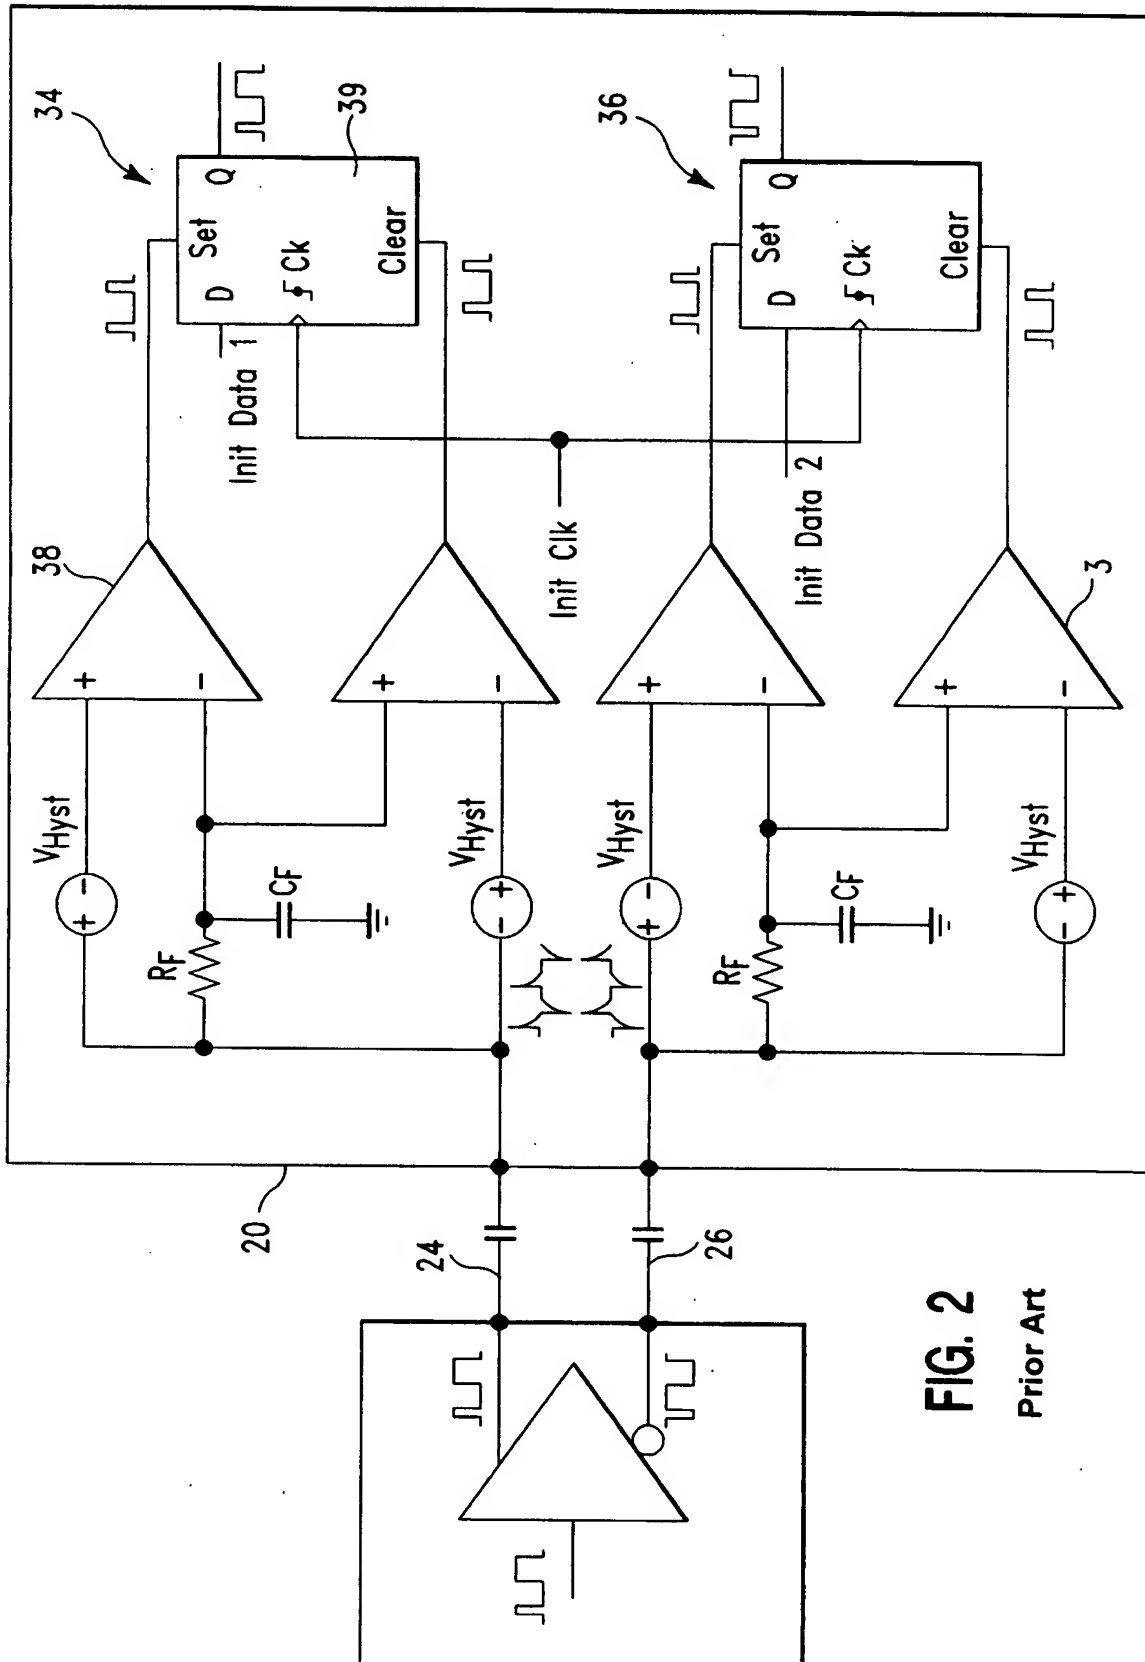 34
36
38
39
Set
D
Q
Ck
Clear
Init Data 1
Init Clk
Set
D
Q
Ck
Clear
Init Data 2
3
+
-
+
-
+
-
+
-
VHyst
+ -
RF
CF
VHyst
- +
VHyst
+ -
RF
CF
VHyst
- +
20
24
26
FIG. 2
Prior Art